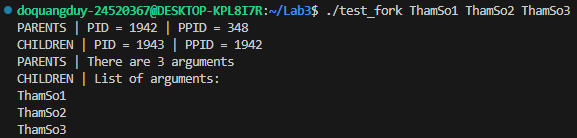 doquangduy-24520367@DESKTOP-KPL8I7R:~/Lab3$ ./test_fork ThamSo1 ThamSo2 ThamSo3
PARENTS | PID = 1942 | PPID = 348
CHILDREN | PID = 1943 | PPID = 1942
PARENTS | There are 3 arguments
CHILDREN | List of arguments:
ThamSo1
ThamSo2
ThamSo3